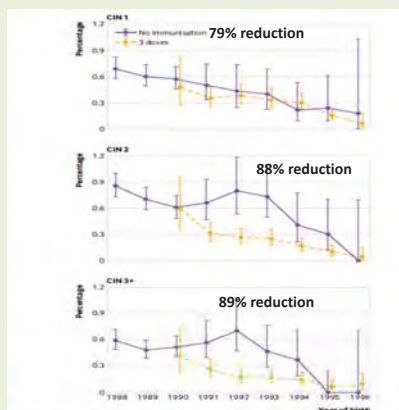 CIN 1
No immunisation
3 doses
79% reduction
Percentage
1.2
0.9
0.6
0.3
0
CIN 2
88% reduction
Percentage
1.2
0.9
0.6
0.3
0
CIN 3+
89% reduction
Percentage
1.2
0.9
0.6
0.3
0
1988 1989 1990 1991 1992 1993 1994 1995 1996
Year of birth